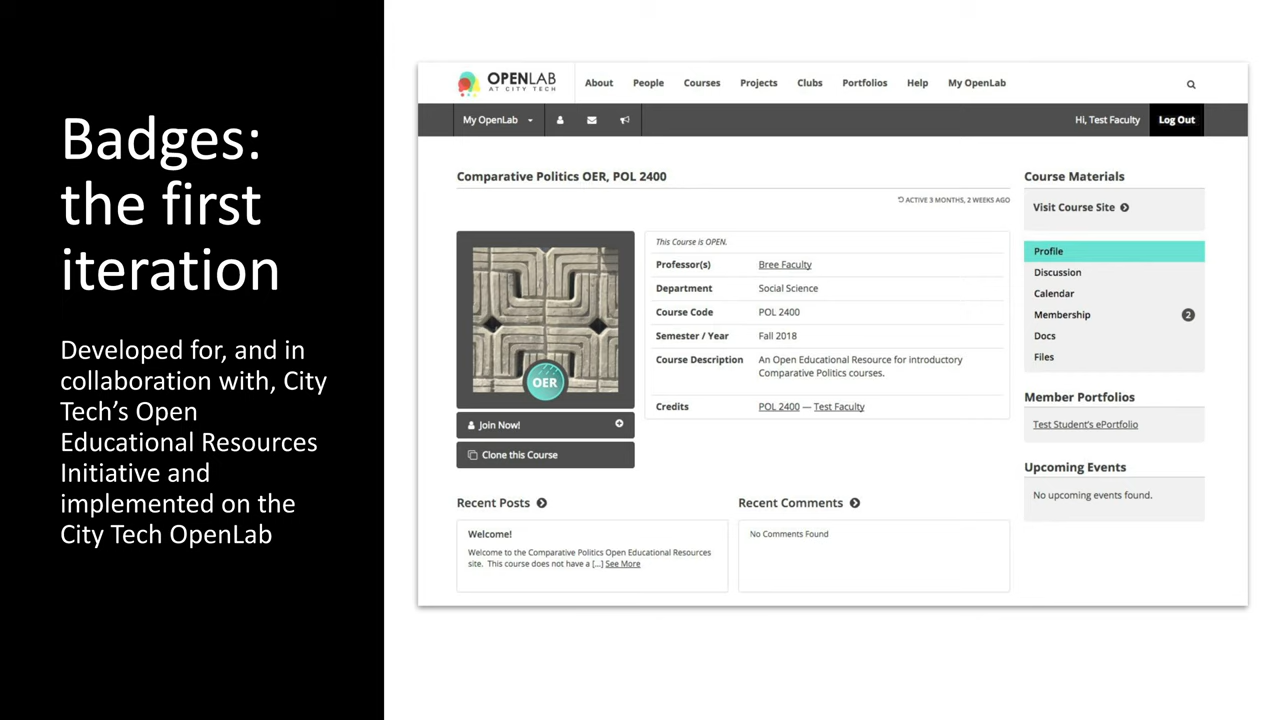 Badges:
the first
iteration
Developed for, and in
collaboration with, City
Tech’s Open
Educational Resources
Initiative and
implemented on the
City Tech OpenLab
OPENLAB
AT CITY TECH
About People Courses Projects Clubs Portfolios Help My OpenLab
My OpenLab
Hi, Test Faculty Log Out
Comparative Politics OER, POL 2400
ACTIVE 3 MONTHS, 2 WEEKS AGO
OER
Join Now!
Clone this Course
This Course is OPEN.
Professor(s) Bree Faculty
Department Social Science
Course Code POL 2400
Semester / Year Fall 2018
Course Description An Open Educational Resource for introductory
Comparative Politics courses.
Credits POL 2400 — Test Faculty
Recent Posts
Welcome!
Welcome to the Comparative Politics Open Educational Resources
site. This course does not have a [...] See More
Recent Comments
No Comments Found
Course Materials
Visit Course Site
Profile
Discussion
Calendar
Membership 2
Docs
Files
Member Portfolios
Test Student's ePortfolio
Upcoming Events
No upcoming events found.